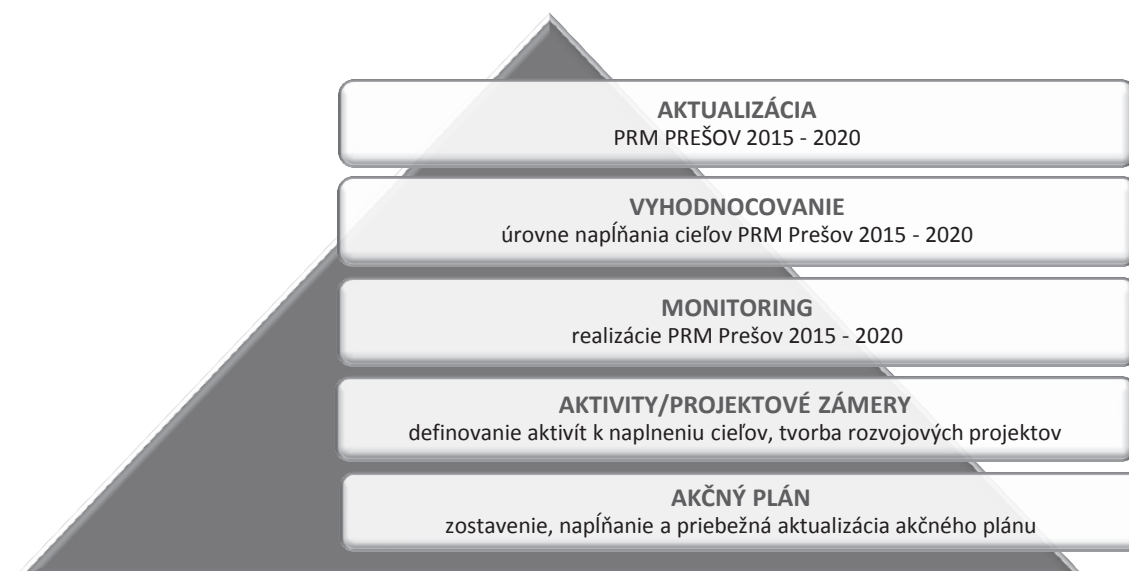 AKTUALIZÁCIA
PRM PREŠOV 2015 - 2020
VYHODNOCOVANIE
úrovne napĺňania cieľov PRM Prešov 2015 - 2020
MONITORING
realizácie PRM Prešov 2015 - 2020
AKTIVITY/PROJEKTOVÉ ZÁMERY
definovanie aktivít k naplneniu cieľov, tvorba rozvojových projektov
AKČNÝ PLÁN
zostavenie, napĺňanie a priebežná aktualizácia akčného plánu